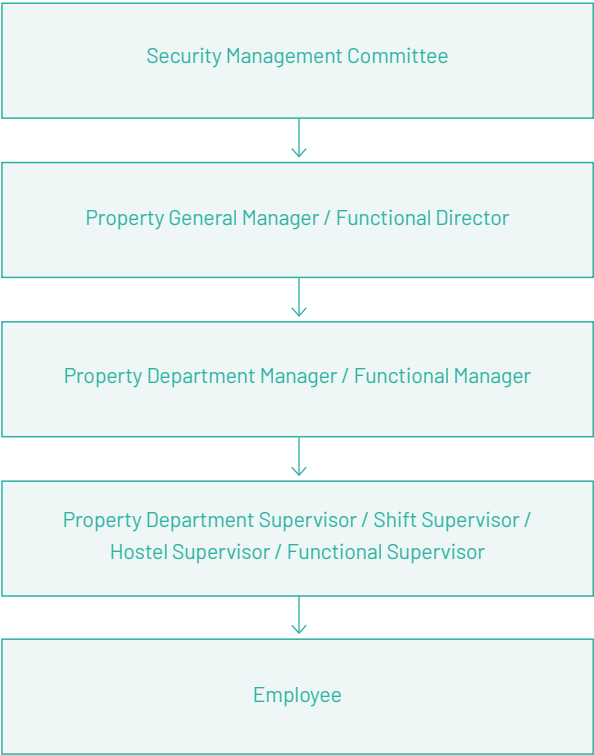 Security Management Committee
Property General Manager / Functional Director
Property Department Manager / Functional Manager
Property Department Supervisor / Shift Supervisor /
Hostel Supervisor / Functional Supervisor
Employee